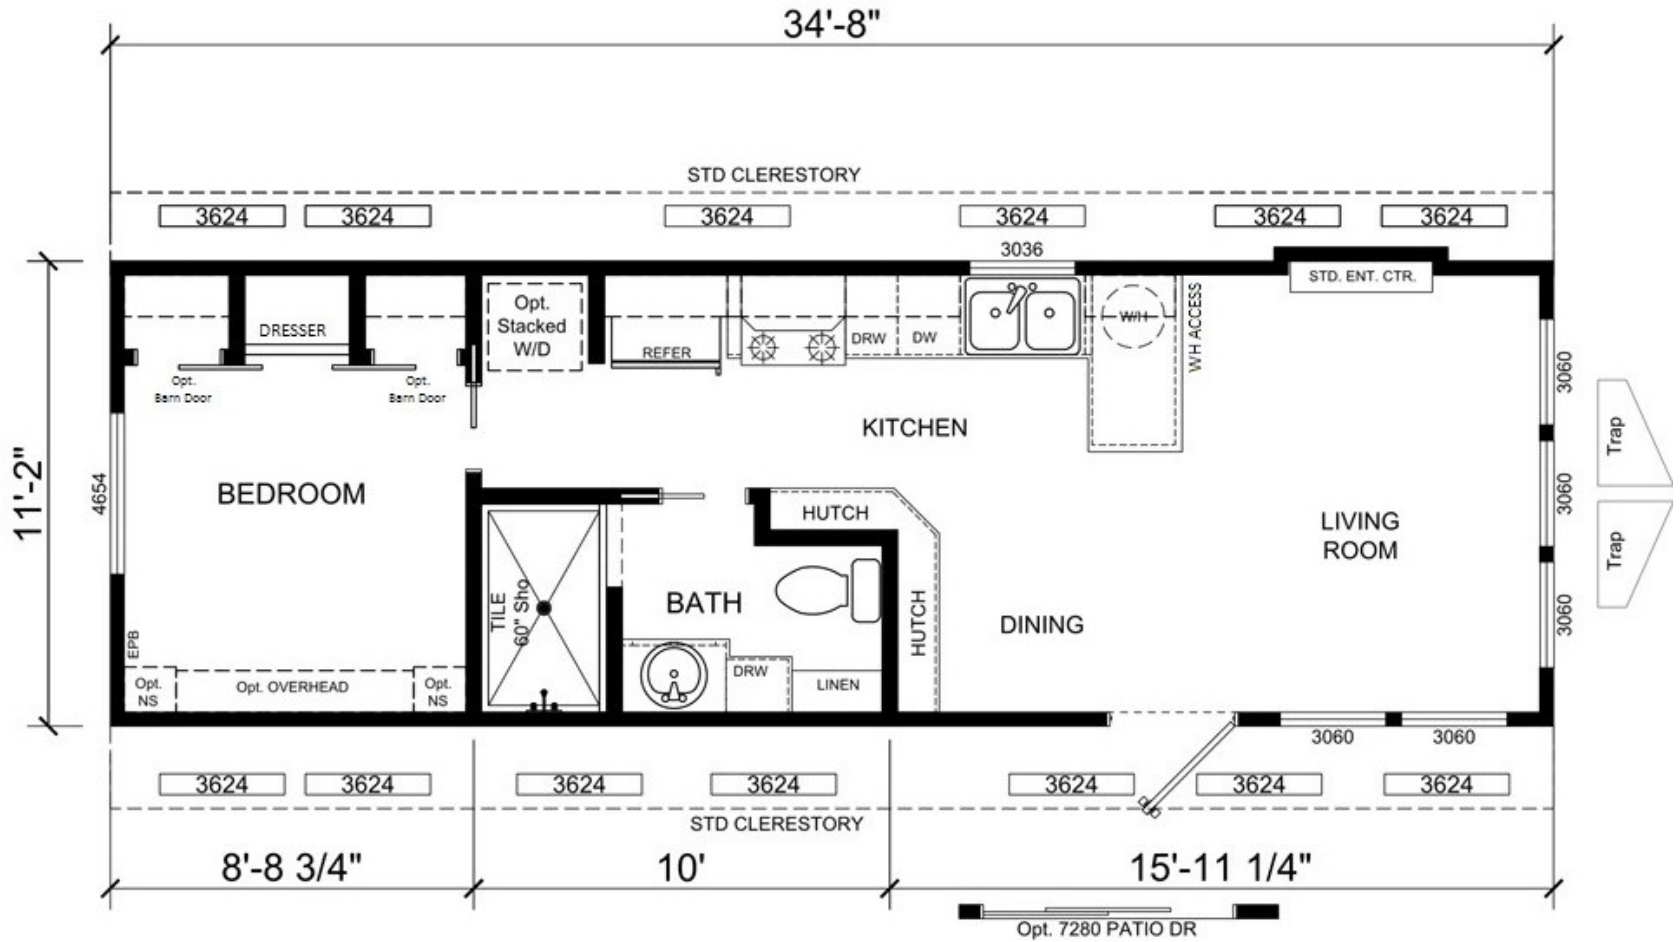 34'-8"
STD CLERESTORY
3624
3624
3624
3624
3624
3624
3036
STD. ENT. CTR.
Opt.
Stacked
W/D
DRESSER
REFER
DRW
DW
W/H
WH ACCESS
Opt.
Barn Door
Opt.
Barn Door
3060
Trap
KITCHEN
11'-2"
4654
BEDROOM
HUTCH
LIVING
ROOM
3060
Trap
TILE
60" Sho
BATH
HUTCH
DINING
3060
EPB
Opt.
NS
Opt. OVERHEAD
Opt.
NS
DRW
LINEN
3060
3060
3624
3624
3624
3624
3624
3624
3624
STD CLERESTORY
8'-8 3/4"
10'
15'-11 1/4"
Opt. 7280 PATIO DR